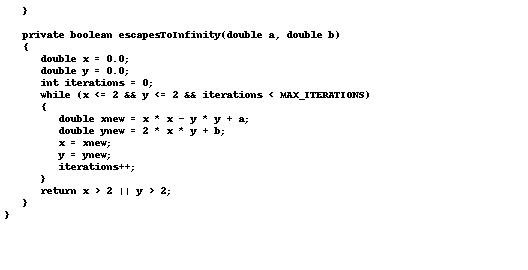 }
private boolean escapesToInfinity(double a, double b)
{
double x = 0.0;
double y = 0.0;
int iterations = 0;
while (x <= 2 && y <= 2 && iterations < MAX_ITERATIONS)
{
double xnew = x * x - y * y + a;
double ynew = 2 * x * y + b;
x = xnew;
y = ynew;
iterations++;
}
return x > 2 || y > 2;
}
}